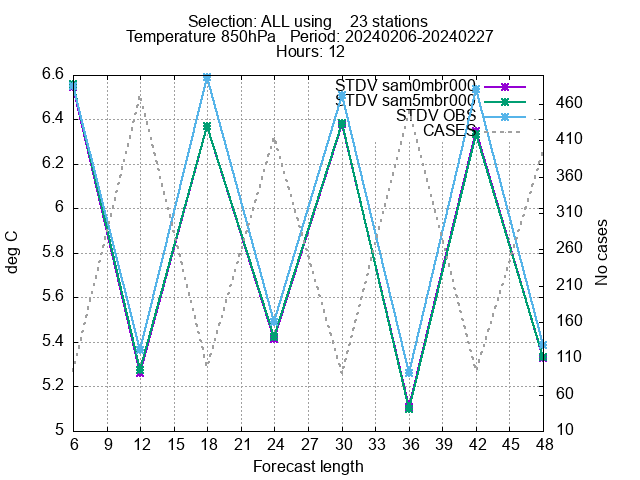 Selection: ALL using    23 stations
Temperature 850hPa   Period: 20240206-20240227
Hours: 12
STDV sam0mbr000
STDV sam5mbr000
STDV OBS
CASES
deg C
6.6
6.4
6.2
6
5.8
5.6
5.4
5.2
5
460
410
360
310
260
210
160
110
60
10
No cases
6 9 12 15 18 21 24 27 30 33 36 39 42 45 48
Forecast length